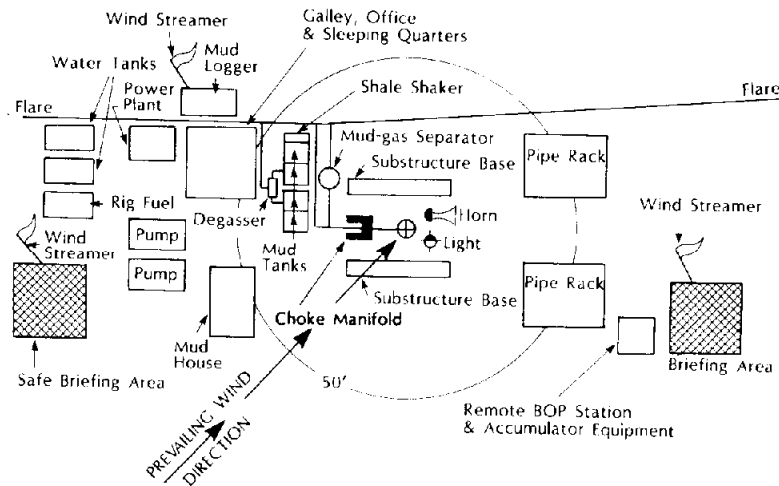 Wind Streamer
Galley, Office
& Sleeping Quarters
Water Tanks
Mud
Logger
Power
Plant
Shale Shaker
Flare
Flare
Mud-gas Separator
Substructure Base
Pipe Rack
Rig Fuel
Degasser
Horn
Wind Streamer
Wind
Streamer
Pump
Mud
Tanks
Light
Pump
Substructure Base
Pipe Rack
Choke Manifold
Mud
House
Safe Briefing Area
50'
Briefing Area
PREVAILING WIND
DIRECTION
Remote BOP Station
& Accumulator Equipment